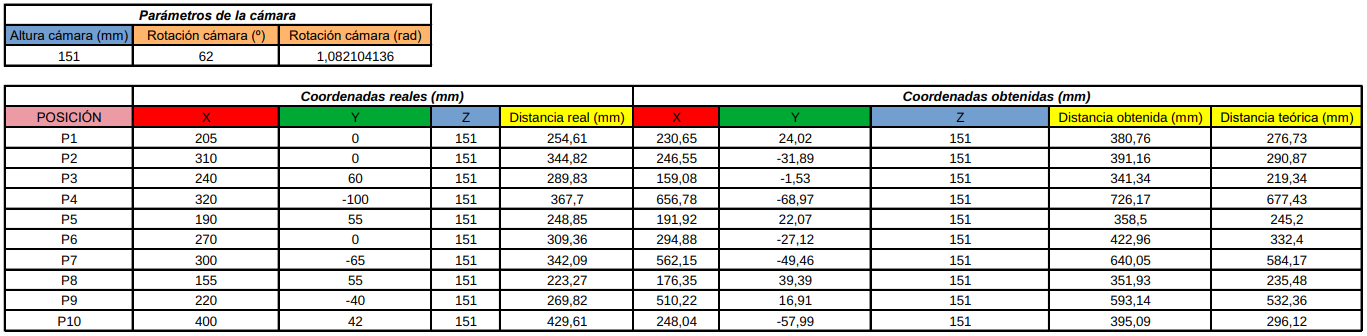 Parámetros de la cámara
Altura cámara (mm) Rotación cámara (º) Rotación cámara (rad)
151 62 1,082104136
Coordenadas reales (mm) Coordenadas obtenidas (mm)
POSICIÓN X Y Z Distancia real (mm) X Y Z Distancia obtenida (mm) Distancia teórica (mm)
P1 205 0 151 254,61 230,65 24,02 151 380,76 276,73
P2 310 0 151 344,82 246,55 -31,89 151 391,16 290,87
P3 240 60 151 289,83 159,08 -1,53 151 341,34 219,34
P4 320 -100 151 367,7 656,78 -68,97 151 726,17 677,43
P5 190 55 151 248,85 191,92 22,07 151 358,5 245,2
P6 270 0 151 309,36 294,88 -27,12 151 422,96 332,4
P7 300 -65 151 342,09 562,15 -49,46 151 640,05 584,17
P8 155 55 151 223,27 176,35 39,39 151 351,93 235,48
P9 220 -40 151 269,82 510,22 16,91 151 593,14 532,36
P10 400 42 151 429,61 248,04 -57,99 151 395,09 296,12